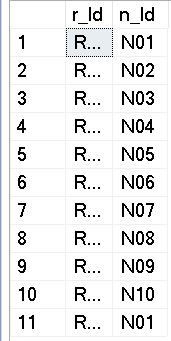 r_Id n_Id
1 R... N01
2 R... N02
3 R... N03
4 R... N04
5 R... N05
6 R... N06
7 R... N07
8 R... N08
9 R... N09
10 R... N10
11 R... N01